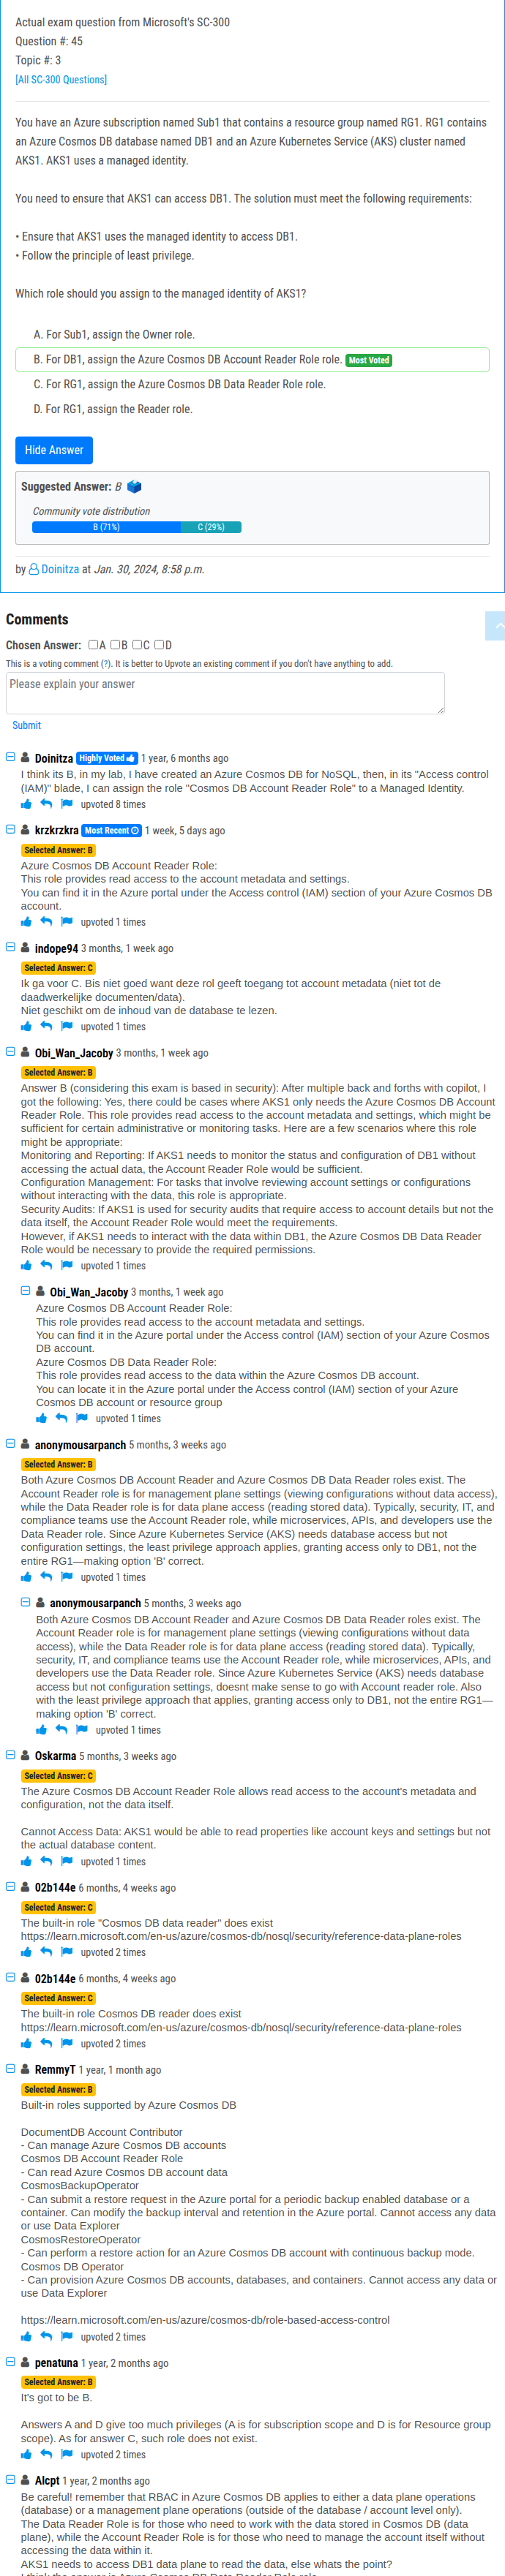 Actual exam question from Microsoft's SC-300
Question #: 45
Topic #: 3
[All SC-300 Questions]
You have an Azure subscription named Sub1 that contains a resource group named RG1. RG1 contains
an Azure Cosmos DB database named DB1 and an Azure Kubernetes Service (AKS) cluster named
AKS1. AKS1 uses a managed identity.
You need to ensure that AKS1 can access DB1. The solution must meet the following requirements:
• Ensure that AKS1 uses the managed identity to access DB1.
• Follow the principle of least privilege.
Which role should you assign to the managed identity of AKS1?
A. For Sub1, assign the Owner role.
B. For DB1, assign the Azure Cosmos DB Account Reader Role role. Most Voted
C. For RG1, assign the Azure Cosmos DB Data Reader Role role.
D. For RG1, assign the Reader role.
Hide Answer
Suggested Answer: B
Community vote distribution
B (71%) C (29%)
by Doinitza at Jan. 30, 2024, 8:58 p.m.
Comments
Chosen Answer: A B C D
This is a voting comment (?). It is better to Upvote an existing comment if you don't have anything to add.
Please explain your answer
Submit
Doinitza Highly Voted 1 year, 6 months ago
I think its B, in my lab, I have created an Azure Cosmos DB for NoSQL, then, in its "Access control
(IAM)" blade, I can assign the role "Cosmos DB Account Reader Role" to a Managed Identity.
upvoted 8 times
krzkrzkra Most Recent 1 week, 5 days ago
Selected Answer: B
Azure Cosmos DB Account Reader Role:
This role provides read access to the account metadata and settings.
You can find it in the Azure portal under the Access control (IAM) section of your Azure Cosmos DB
account.
upvoted 1 times
indope94 3 months, 1 week ago
Selected Answer: C
Ik ga voor C. Bis niet goed want deze rol geeft toegang tot account metadata (niet tot de
daadwerkelijke documenten/data).
Niet geschikt om de inhoud van de database te lezen.
upvoted 1 times
Obi_Wan_Jacoby 3 months, 1 week ago
Selected Answer: B
Answer B (considering this exam is based in security): After multiple back and forths with copilot, I
got the following: Yes, there could be cases where AKS1 only needs the Azure Cosmos DB Account
Reader Role. This role provides read access to the account metadata and settings, which might be
sufficient for certain administrative or monitoring tasks. Here are a few scenarios where this role
might be appropriate:
Monitoring and Reporting: If AKS1 needs to monitor the status and configuration of DB1 without
accessing the actual data, the Account Reader Role would be sufficient.
Configuration Management: For tasks that involve reviewing account settings or configurations
without interacting with the data, this role is appropriate.
Security Audits: If AKS1 is used for security audits that require access to account details but not the
data itself, the Account Reader Role would meet the requirements.
However, if AKS1 needs to interact with the data within DB1, the Azure Cosmos DB Data Reader
Role would be necessary to provide the required permissions.
upvoted 1 times
Obi_Wan_Jacoby 3 months, 1 week ago
Azure Cosmos DB Account Reader Role:
This role provides read access to the account metadata and settings.
You can find it in the Azure portal under the Access control (IAM) section of your Azure Cosmos
DB account.
Azure Cosmos DB Data Reader Role:
This role provides read access to the data within the Azure Cosmos DB account.
You can locate it in the Azure portal under the Access control (IAM) section of your Azure
Cosmos DB account or resource group
upvoted 1 times
anonymousarpanch 5 months, 3 weeks ago
Selected Answer: B
Both Azure Cosmos DB Account Reader and Azure Cosmos DB Data Reader roles exist. The
Account Reader role is for management plane settings (viewing configurations without data access),
while the Data Reader role is for data plane access (reading stored data). Typically, security, IT, and
compliance teams use the Account Reader role, while microservices, APIs, and developers use the
Data Reader role. Since Azure Kubernetes Service (AKS) needs database access but not
configuration settings, the least privilege approach applies, granting access only to DB1, not the
entire RG1—making option 'B' correct.
upvoted 1 times
anonymousarpanch 5 months, 3 weeks ago
Both Azure Cosmos DB Account Reader and Azure Cosmos DB Data Reader roles exist. The
Account Reader role is for management plane settings (viewing configurations without data
access), while the Data Reader role is for data plane access (reading stored data). Typically,
security, IT, and compliance teams use the Account Reader role, while microservices, APIs, and
developers use the Data Reader role. Since Azure Kubernetes Service (AKS) needs database
access but not configuration settings, doesnt make sense to go with Account reader role. Also
with the least privilege approach that applies, granting access only to DB1, not the entire RG1—
making option 'B' correct.
upvoted 1 times
Oskarma 5 months, 3 weeks ago
Selected Answer: C
The Azure Cosmos DB Account Reader Role allows read access to the account's metadata and
configuration, not the data itself.
Cannot Access Data: AKS1 would be able to read properties like account keys and settings but not
the actual database content.
upvoted 1 times
02b144e 6 months, 4 weeks ago
Selected Answer: C
The built-in role "Cosmos DB data reader" does exist
https://learn.microsoft.com/en-us/azure/cosmos-db/nosql/security/reference-data-plane-roles
upvoted 2 times
02b144e 6 months, 4 weeks ago
Selected Answer: C
The built-in role Cosmos DB reader does exist
https://learn.microsoft.com/en-us/azure/cosmos-db/nosql/security/reference-data-plane-roles
upvoted 2 times
RemmyT 1 year, 1 month ago
Selected Answer: B
Built-in roles supported by Azure Cosmos DB
DocumentDB Account Contributor
- Can manage Azure Cosmos DB accounts
Cosmos DB Account Reader Role
- Can read Azure Cosmos DB account data
CosmosBackupOperator
- Can submit a restore request in the Azure portal for a periodic backup enabled database or a
container. Can modify the backup interval and retention in the Azure portal. Cannot access any data
or use Data Explorer
CosmosRestoreOperator
- Can perform a restore action for an Azure Cosmos DB account with continuous backup mode.
Cosmos DB Operator
- Can provision Azure Cosmos DB accounts, databases, and containers. Cannot access any data or
use Data Explorer
https://learn.microsoft.com/en-us/azure/cosmos-db/role-based-access-control
upvoted 2 times
penatuna 1 year, 2 months ago
Selected Answer: B
It's got to be B.
Answers A and D give too much privileges (A is for subscription scope and D is for Resource group
scope). As for answer C, such role does not exist.
upvoted 2 times
Alcpt 1 year, 2 months ago
Be careful! remember that RBAC in Azure Cosmos DB applies to either a data plane operations
(database) or a management plane operations (outside of the database / account level only).
The Data Reader Role is for those who need to work with the data stored in Cosmos DB (data
plane), while the Account Reader Role is for those who need to manage the account itself without
accessing the data within it.
AKS1 needs to access DB1 data plane to read the data, else whats the point?